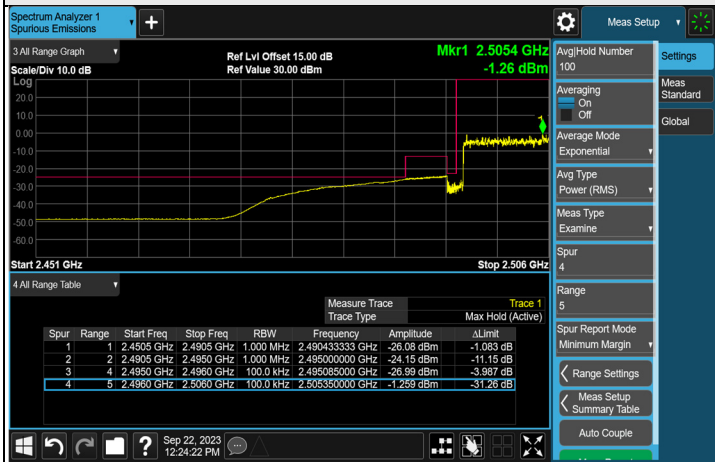 Spectrum Analyzer 1
Spurious Emissions
Meas Setup
3 All Range Graph
Ref Lvl Offset 15.00 dB
Mkr1 2.5054 GHz
Scale/Div 10.0 dB
Ref Value 30.00 dBm
-1.26 dBm
Log
20.0
10.0
0.00
-10.0
-20.0
-30.0
-40.0
-50.0
-60.0
Start 2.451 GHz
Stop 2.506 GHz
4 All Range Table
Measure Trace Trace 1
Trace Type Max Hold (Active)
Spur Range Start Freq Stop Freq RBW Frequency Amplitude ΔLimit
1 1 2.4505 GHz 2.4905 GHz 1.000 MHz 2.490433333 GHz -26.08 dBm -1.083 dB
2 2 2.4905 GHz 2.4950 GHz 1.000 MHz 2.495000000 GHz -24.15 dBm -11.15 dB
3 4 2.4950 GHz 2.4960 GHz 100.0 kHz 2.495085000 GHz -26.99 dBm -3.987 dB
4 5 2.4960 GHz 2.5060 GHz 100.0 kHz 2.505350000 GHz -1.259 dBm -31.26 dB
Sep 22, 2023
12:24:22 PM
Avg|Hold Number
100
Averaging
On
Off
Average Mode
Exponential
Avg Type
Power (RMS)
Meas Type
Examine
Spur
4
Range
5
Spur Report Mode
Minimum Margin
Range Settings
Meas Setup
Summary Table
Auto Couple
Settings
Meas
Standard
Global